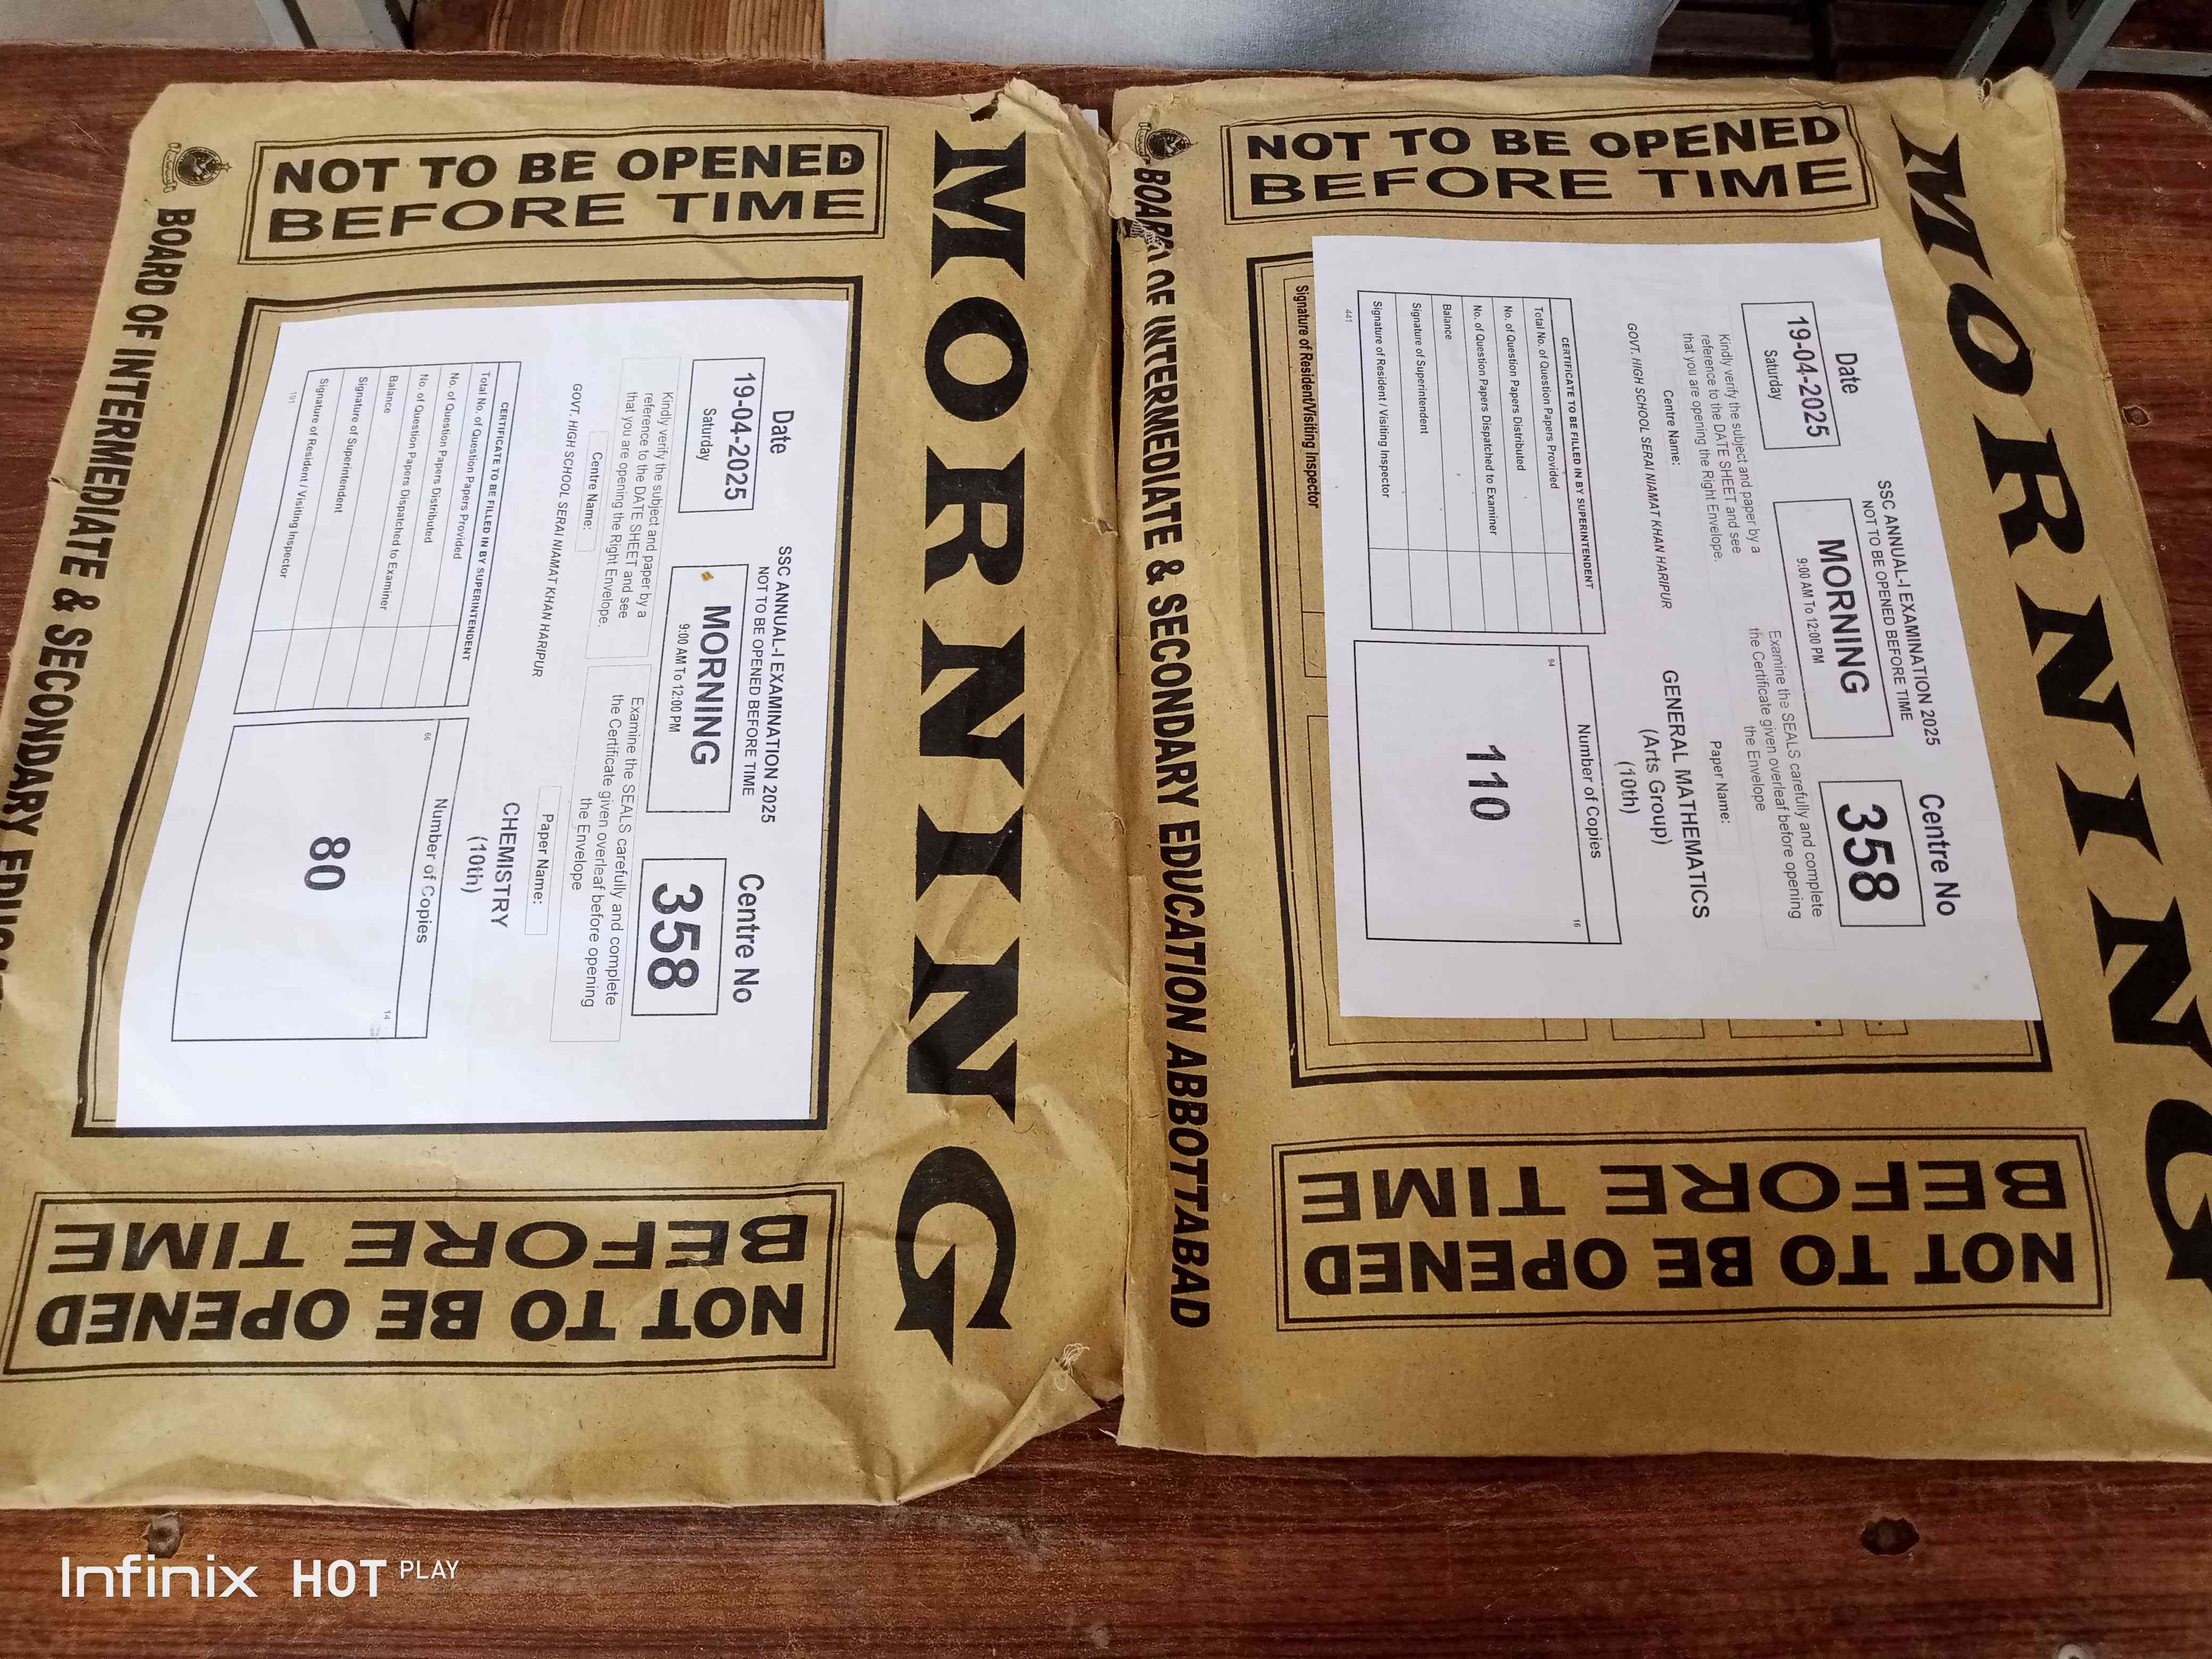 NOT TO BE OPENED
BEFORE TIME
BOARD OF INTERMEDIATE & SECONDARY
MORNING
Date
19-04-2025
Saturday
SSC ANNUAL-I EXAMINATION 2025
NOT TO BE OPENED BEFORE TIME
MORNING
9:00 AM To 12:00 PM
Centre No
358
Kindly verify the subject and paper by a
reference to the DATE SHEET and see
that you are opening the Right Envelope.
Examine the SEALS carefully and complete
the Certificate given overleaf before opening
the Envelope
Centre Name:
GOVT. HIGH SCHOOL SERAI NIAMAT KHAN HARIPUR
Paper Name:
CHEMISTRY
(10th)
CERTIFICATE TO BE FILLED IN BY SUPERINTENDENT
Total No. of Question Papers Provided
No. of Question Papers Distributed
No. of Question Papers Dispatched to Examiner
Balance
Signature of Superintendent
Signature of Resident / Visiting Inspector
191
Number of Copies
66
14
80
NOT TO BE OPENED
BEFORE TIME
NOT TO BE OPENED
BEFORE TIME
BOARD OF INTERMEDIATE & SECONDARY EDUCATION ABBOTTABAD
MORNING
Date
19-04-2025
Saturday
SSC ANNUAL-I EXAMINATION 2025
NOT TO BE OPENED BEFORE TIME
MORNING
9:00 AM To 12:00 PM
Centre No
358
Kindly verify the subject and paper by a
reference to the DATE SHEET and see
that you are opening the Right Envelope.
Examine the SEALS carefully and complete
the Certificate given overleaf before opening
the Envelope
Centre Name:
GOVT. HIGH SCHOOL SERAI NIAMAT KHAN HARIPUR
Paper Name:
GENERAL MATHEMATICS
(Arts Group)
(10th)
CERTIFICATE TO BE FILLED IN BY SUPERINTENDENT
Total No. of Question Papers Provided
No. of Question Papers Distributed
No. of Question Papers Dispatched to Examiner
Balance
Signature of Superintendent
Signature of Resident / Visiting Inspector
441
Number of Copies
94
16
110
Signature of Resident/Visiting Inspector
NOT TO BE OPENED
BEFORE TIME
Infinix HOT PLAY